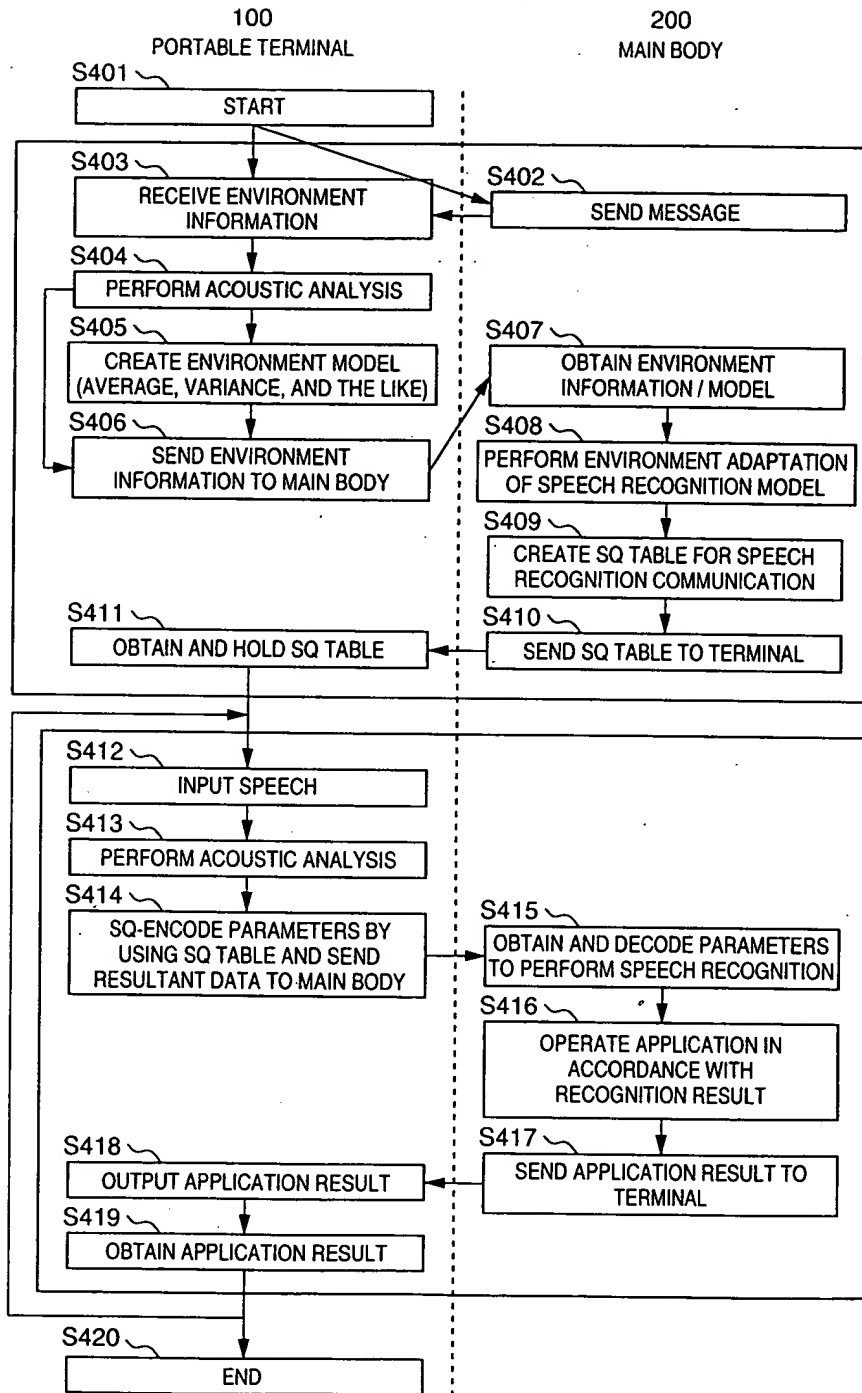 100
PORTABLE TERMINAL
200
MAIN BODY
S401
START
S403
RECEIVE ENVIRONMENT
INFORMATION
S402
SEND MESSAGE
S404
PERFORM ACOUSTIC ANALYSIS
S405
CREATE ENVIRONMENT MODEL
(AVERAGE, VARIANCE, AND THE LIKE)
S406
SEND ENVIRONMENT
INFORMATION TO MAIN BODY
S407
OBTAIN ENVIRONMENT
INFORMATION / MODEL
S408
PERFORM ENVIRONMENT ADAPTATION
OF SPEECH RECOGNITION MODEL
S409
CREATE SQ TABLE FOR SPEECH
RECOGNITION COMMUNICATION
S410
SEND SQ TABLE TO TERMINAL
S411
OBTAIN AND HOLD SQ TABLE
S412
INPUT SPEECH
S413
PERFORM ACOUSTIC ANALYSIS
S414
SQ-ENCODE PARAMETERS BY
USING SQ TABLE AND SEND
RESULTANT DATA TO MAIN BODY
S415
OBTAIN AND DECODE PARAMETERS
TO PERFORM SPEECH RECOGNITION
S416
OPERATE APPLICATION IN
ACCORDANCE WITH
RECOGNITION RESULT
S417
SEND APPLICATION RESULT TO
TERMINAL
S418
OUTPUT APPLICATION RESULT
S419
OBTAIN APPLICATION RESULT
S420
END